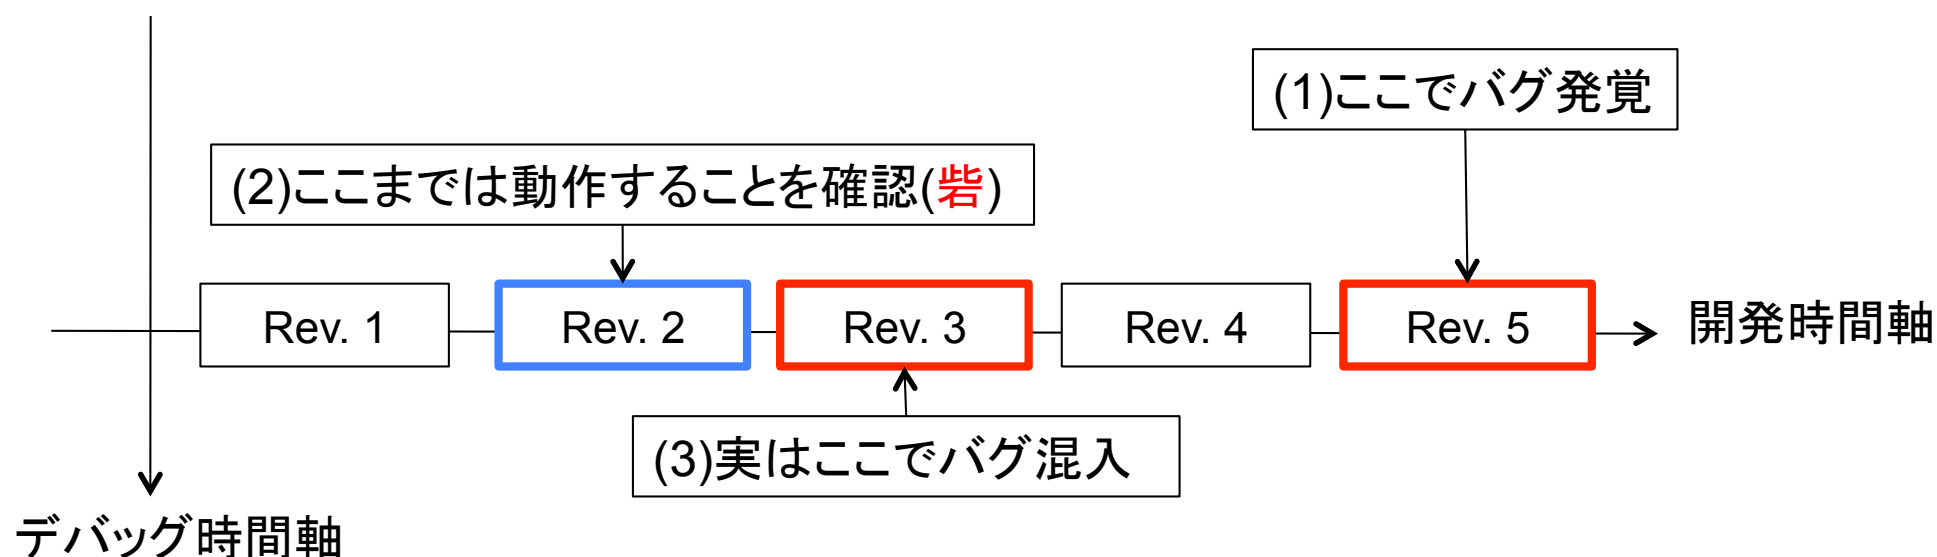 (1)ここでバグ発覚
(2)ここまでは動作することを確認(砦)
Rev. 1
Rev. 2
Rev. 3
Rev. 4
Rev. 5
開発時間軸
(3)実はここでバグ混入
デバッグ時間軸